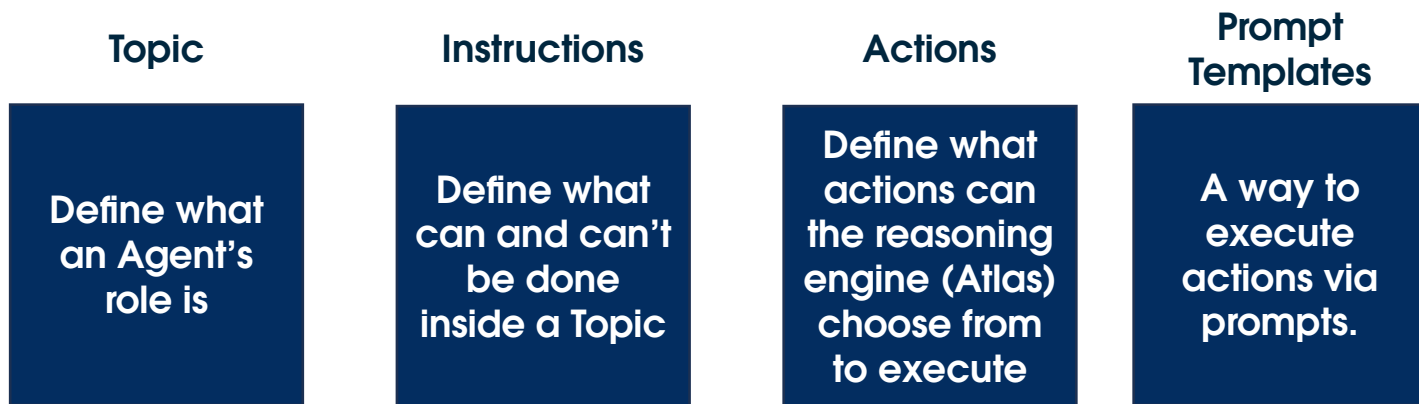 Topic
Define what
an Agent’s
role is
Instructions
Define what
can and can’t
be done
inside a Topic
Actions
Define what
actions can
the reasoning
engine (Atlas)
choose from
to execute
Prompt
Templates
A way to
execute
actions via
prompts.